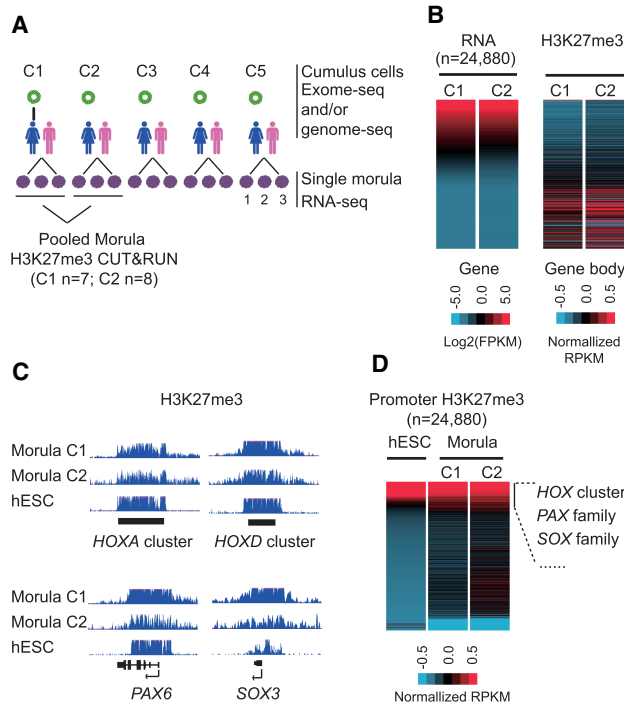 A
C1 C2 C3 C4 C5
Cumulus cells
Exome-seq
and/or
genome-seq
Single morula
RNA-seq
1 2 3
Pooled Morula
H3K27me3 CUT&RUN
(C1 n=7; C2 n=8)
B
RNA
(n=24,880)
H3K27me3
C1 C2 C1 C2
Gene
Gene body
-5.0 0.0 5.0
-0.5 0.0 0.5
Log2(FPKM)
Normallized
RPKM
C
H3K27me3
Morula C1
Morula C2
hESC
HOXA cluster
HOXD cluster
Morula C1
Morula C2
hESC
PAX6
SOX3
D
Promoter H3K27me3
(n=24,880)
hESC Morula
C1 C2
HOX cluster
PAX family
SOX family
......
-0.5 0.0 0.5
Normallized RPKM